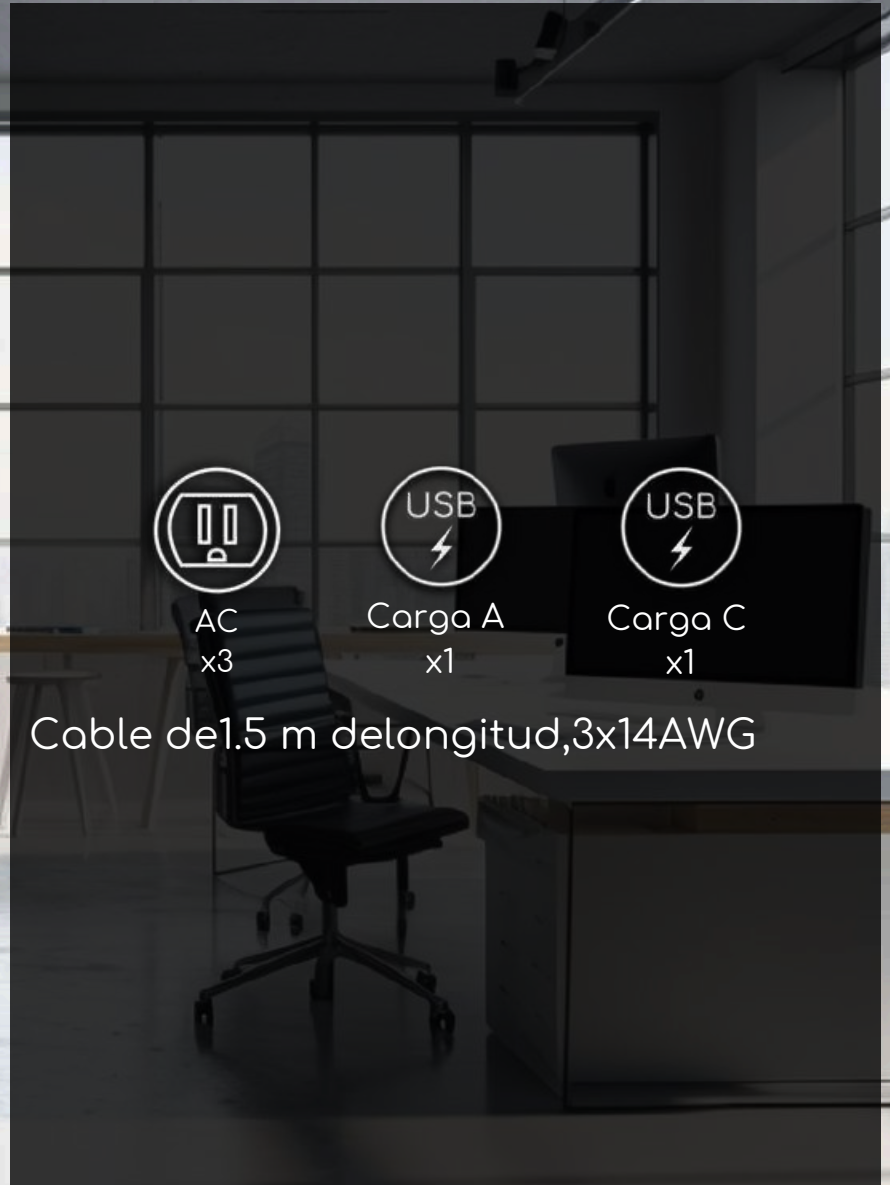 USB
USB
AC
Carga A
Carga C
x3
x1
x1
Cable de1.5 m delongitud,3x14AWG